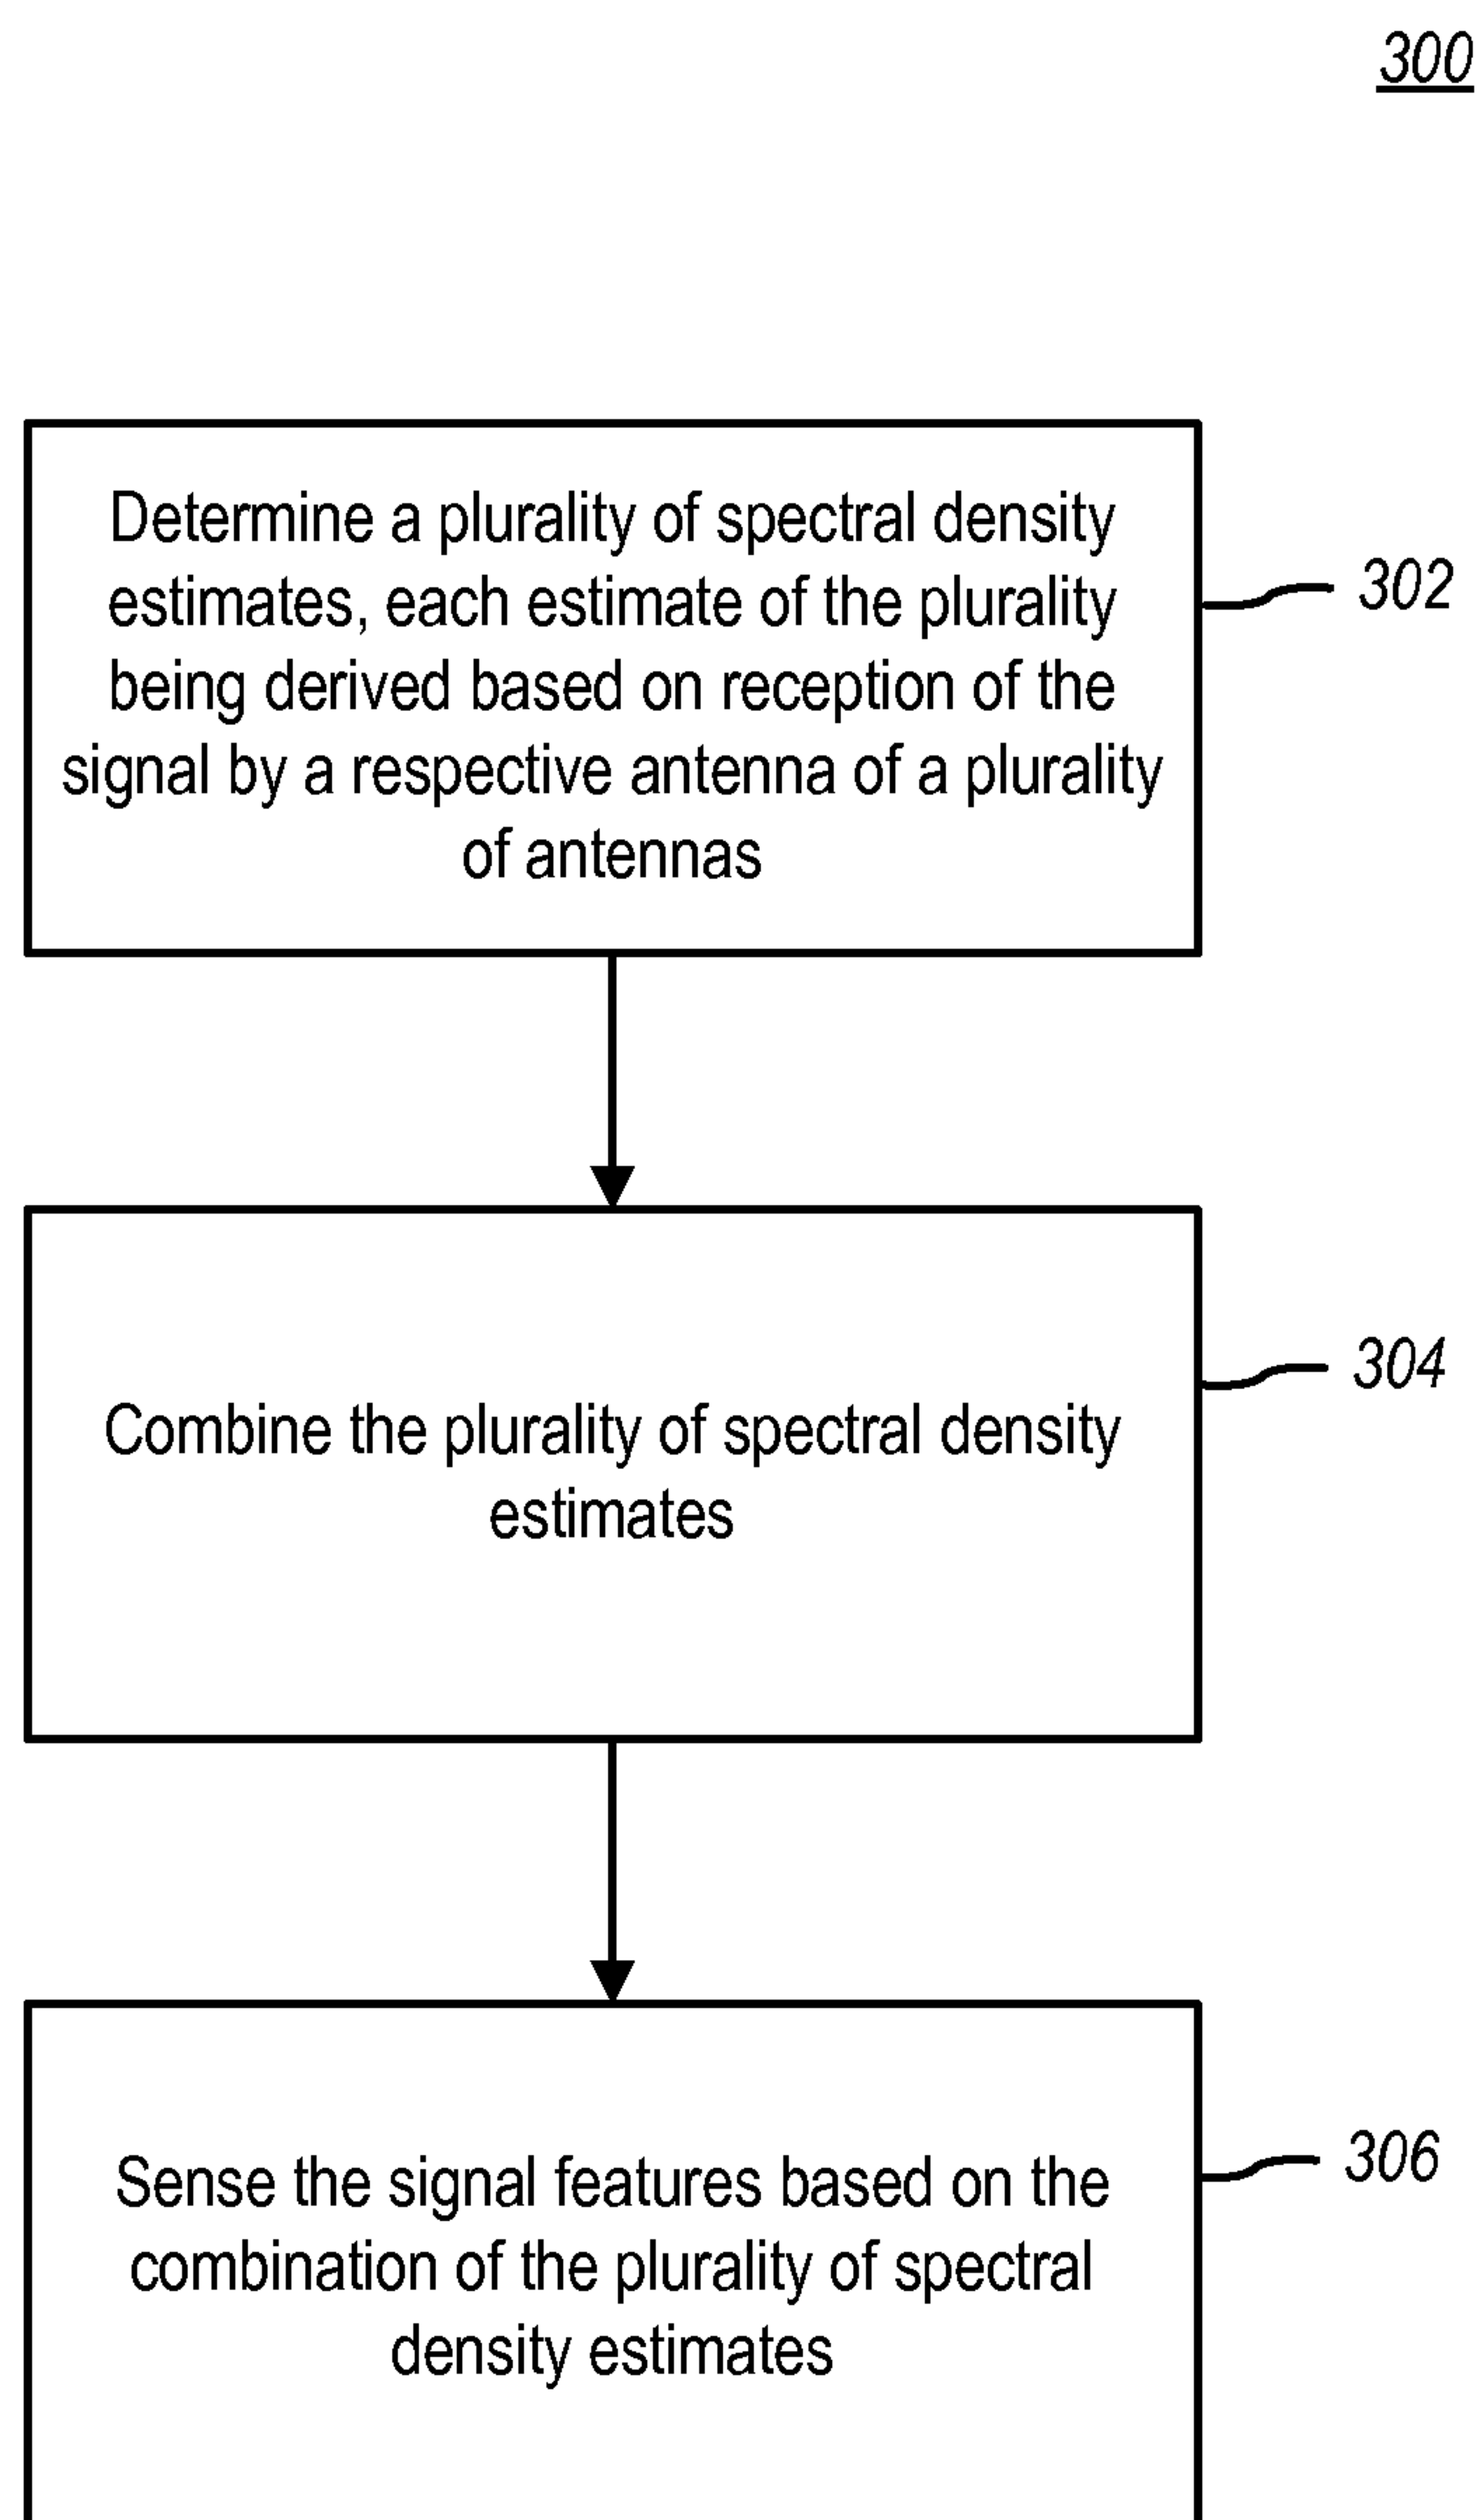 300
Determine a plurality of spectral density
estimates, each estimate of the plurality
being derived based on reception of the
signal by a respective antenna of a plurality
of antennas
302
Combine the plurality of spectral density
estimates
304
Sense the signal features based on the
combination of the plurality of spectral
density estimates
306